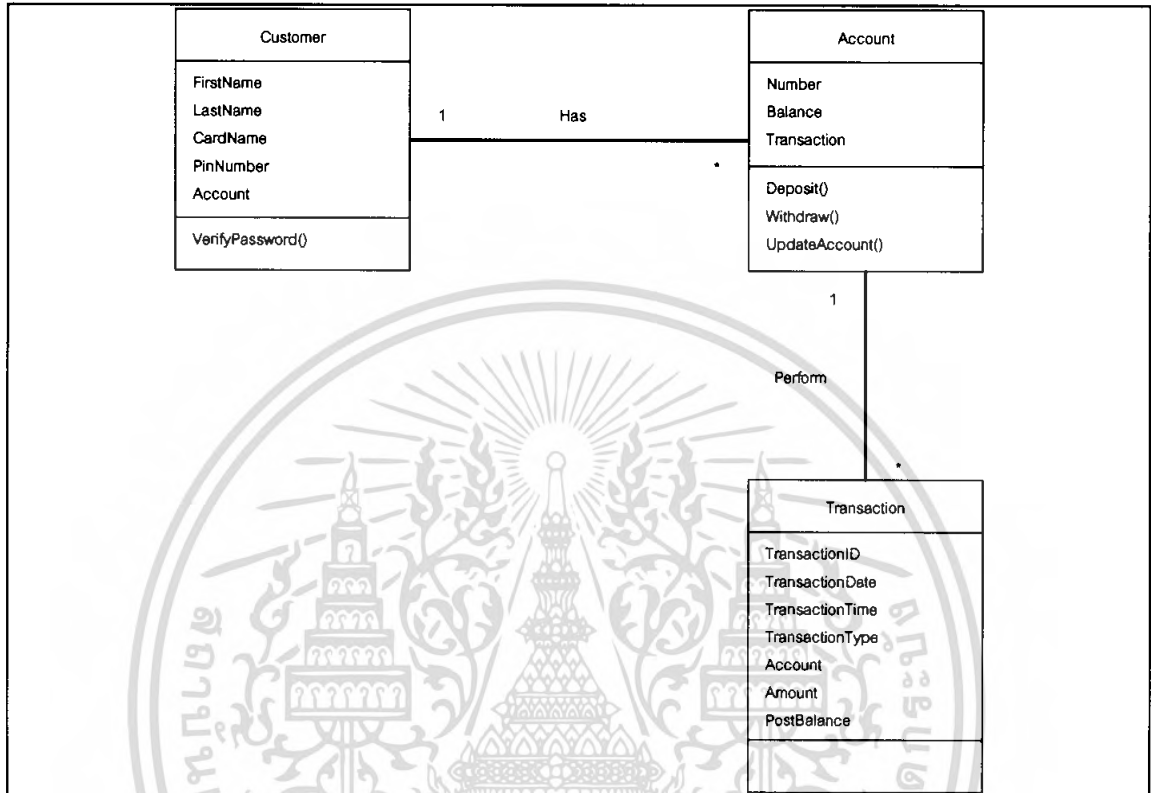 Customer
FirstName
LastName
CardName
PinNumber
Account
VerifyPassword()
1
Has
*
Account
Number
Balance
Transaction
Deposit()
Withdraw()
UpdateAccount()
1
Perform
*
Transaction
TransactionID
TransactionDate
TransactionTime
TransactionType
Account
Amount
PostBalance